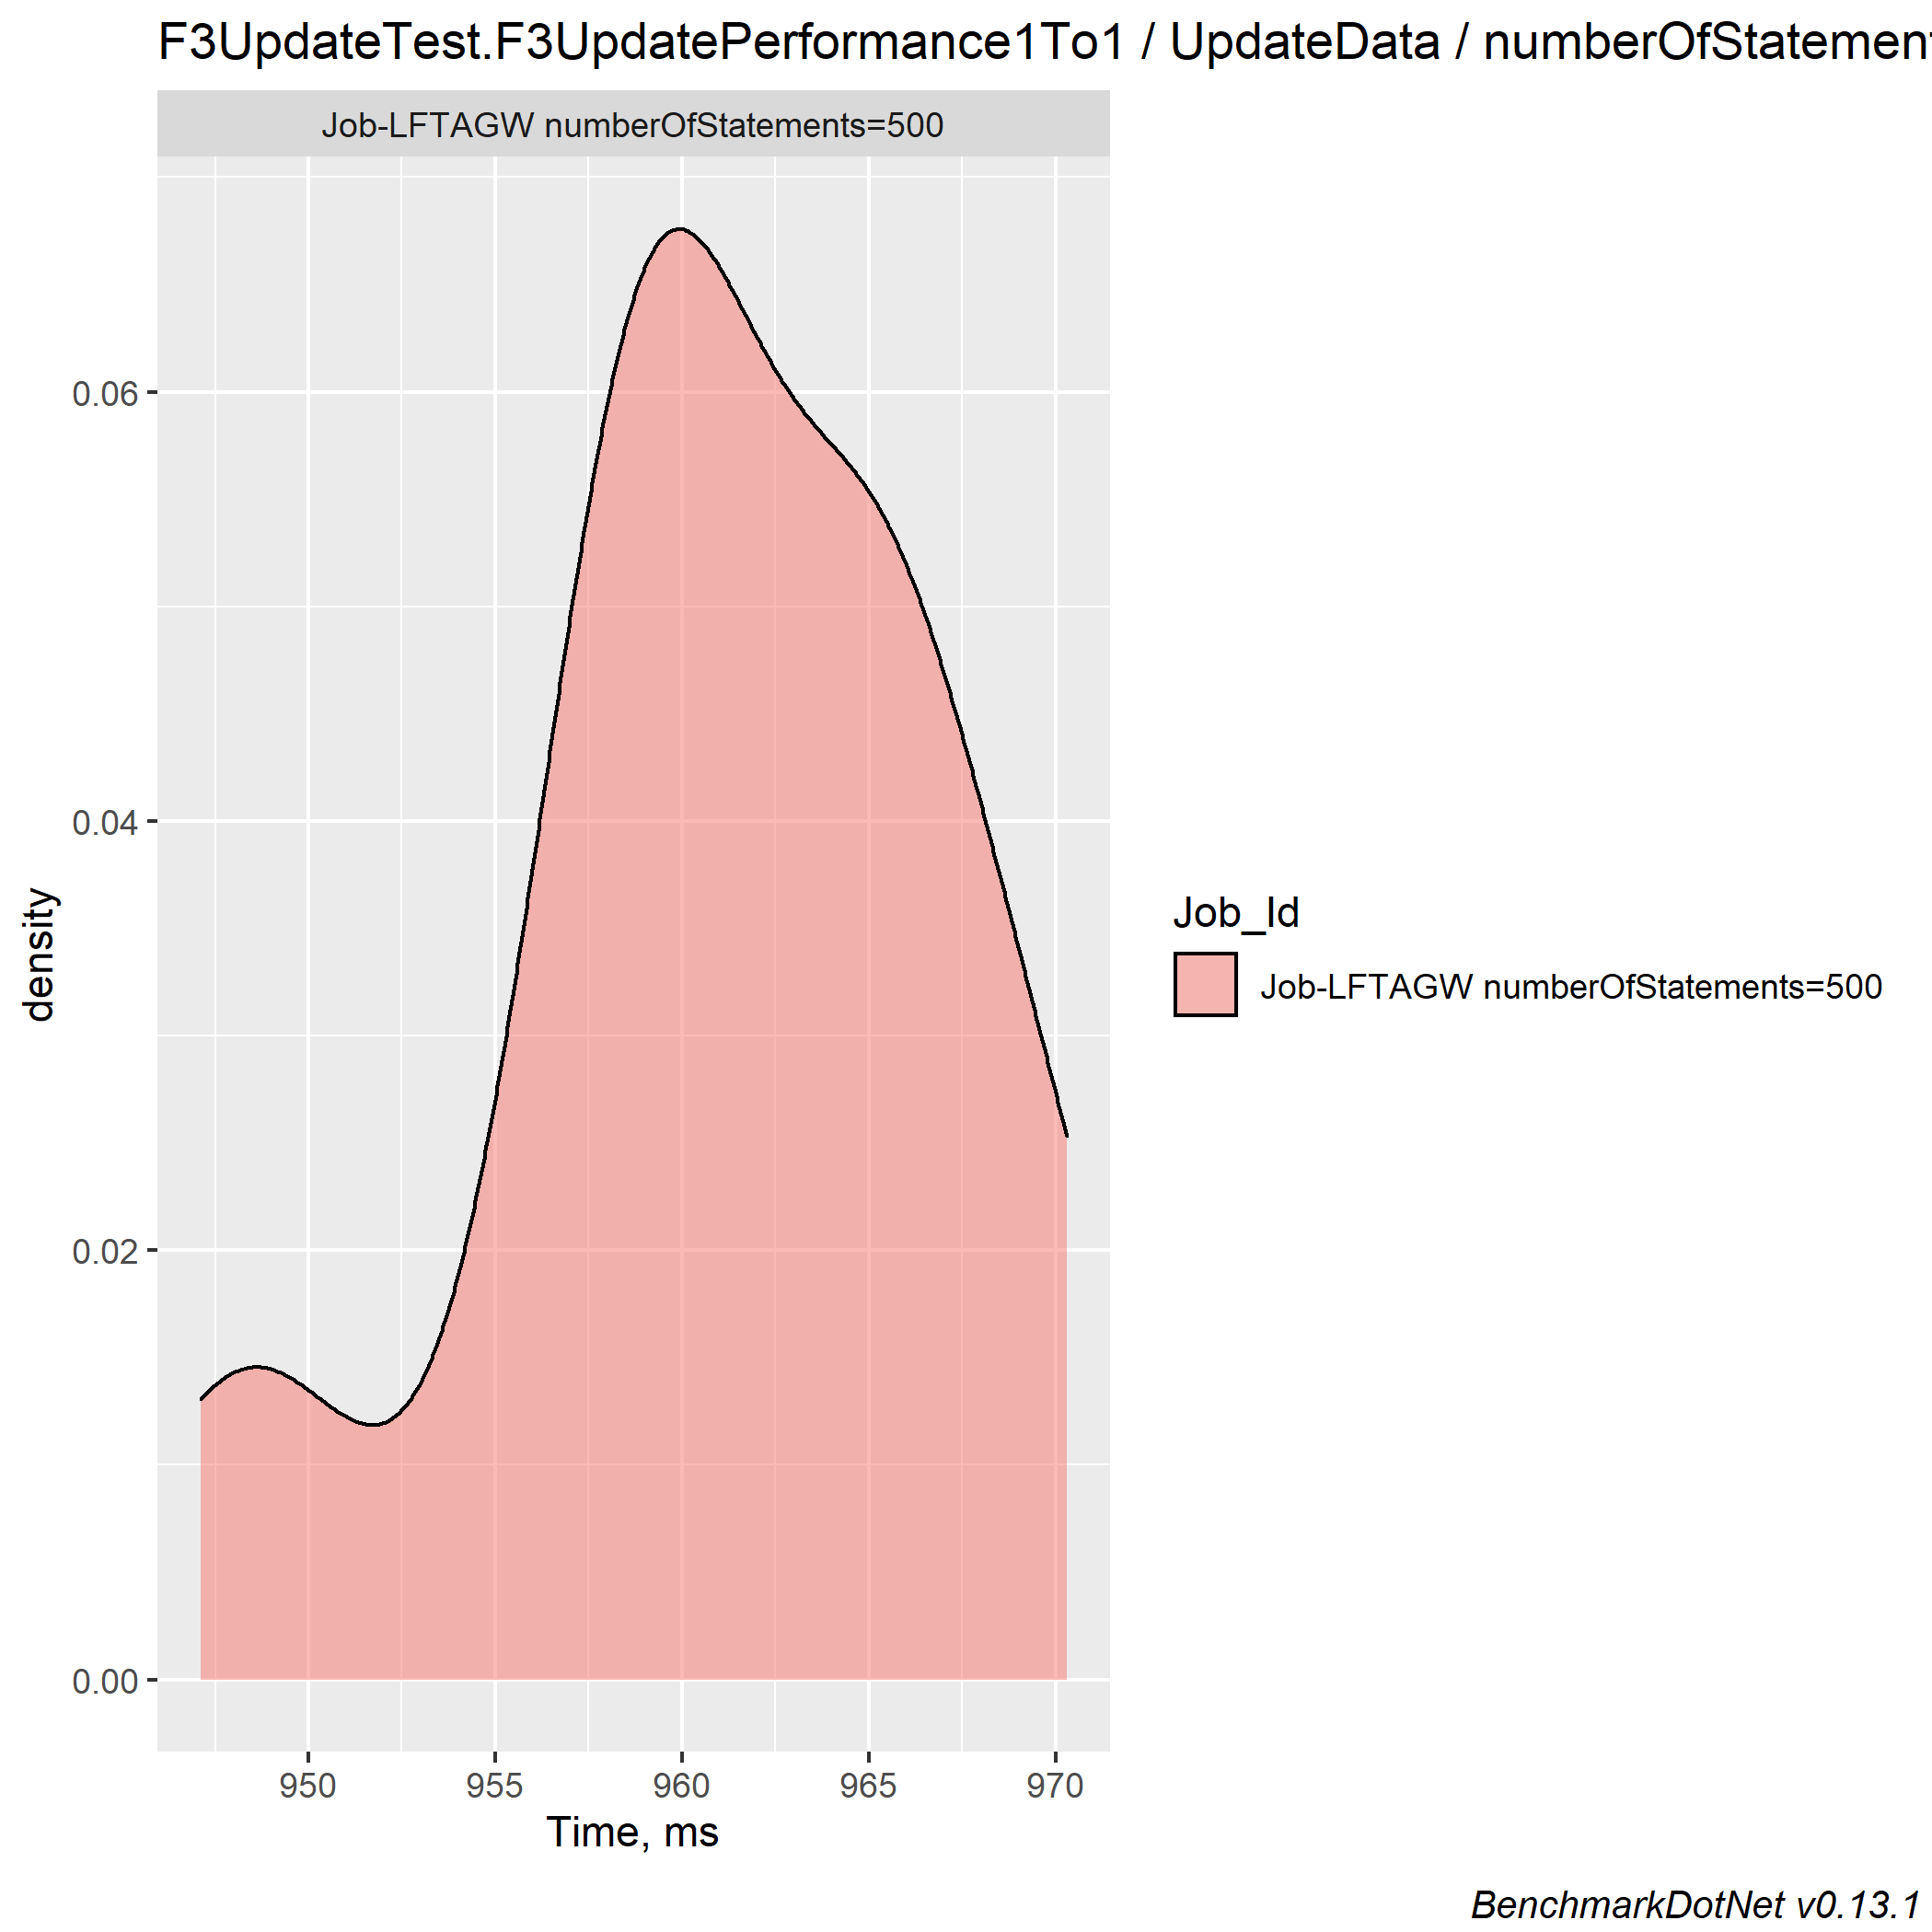 F3UpdateTest.F3UpdatePerformance1To1 / UpdateData / numberOfStatement
Job-LFTAGW numberOfStatements=500
0.06
0.04
0.02
0.00
density
950 955 960 965 970
Time, ms
Job_Id
Job-LFTAGW numberOfStatements=500
BenchmarkDotNet v0.13.1